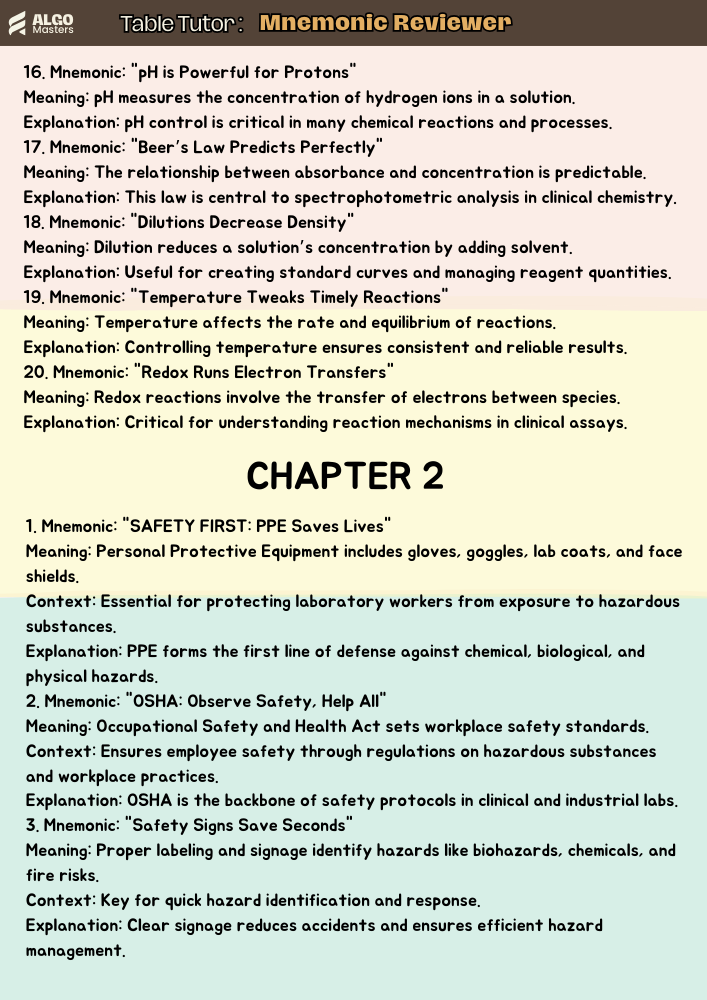 ALGO
Masters
Table Tutor: Mnemonic Reviewer
16. Mnemonic: "pH is Powerful for Protons"
Meaning: pH measures the concentration of hydrogen ions in a solution.
Explanation: pH control is critical in many chemical reactions and processes.
17. Mnemonic: "Beer's Law Predicts Perfectly"
Meaning: The relationship between absorbance and concentration is predictable.
Explanation: This law is central to spectrophotometric analysis in clinical chemistry.
18. Mnemonic: "Dilutions Decrease Density"
Meaning: Dilution reduces a solution's concentration by adding solvent.
Explanation: Useful for creating standard curves and managing reagent quantities.
19. Mnemonic: "Temperature Tweaks Timely Reactions"
Meaning: Temperature affects the rate and equilibrium of reactions.
Explanation: Controlling temperature ensures consistent and reliable results.
20. Mnemonic: "Redox Runs Electron Transfers"
Meaning: Redox reactions involve the transfer of electrons between species.
Explanation: Critical for understanding reaction mechanisms in clinical assays.
CHAPTER 2
1. Mnemonic: "SAFETY FIRST: PPE Saves Lives"
Meaning: Personal Protective Equipment includes gloves, goggles, lab coats, and face
shields.
Context: Essential for protecting laboratory workers from exposure to hazardous
substances.
Explanation: PPE forms the first line of defense against chemical, biological, and
physical hazards.
2. Mnemonic: "OSHA: Observe Safety, Help All"
Meaning: Occupational Safety and Health Act sets workplace safety standards.
Context: Ensures employee safety through regulations on hazardous substances
and workplace practices.
Explanation: OSHA is the backbone of safety protocols in clinical and industrial labs.
3. Mnemonic: "Safety Signs Save Seconds"
Meaning: Proper labeling and signage identify hazards like biohazards, chemicals, and
fire risks.
Context: Key for quick hazard identification and response.
Explanation: Clear signage reduces accidents and ensures efficient hazard
management.